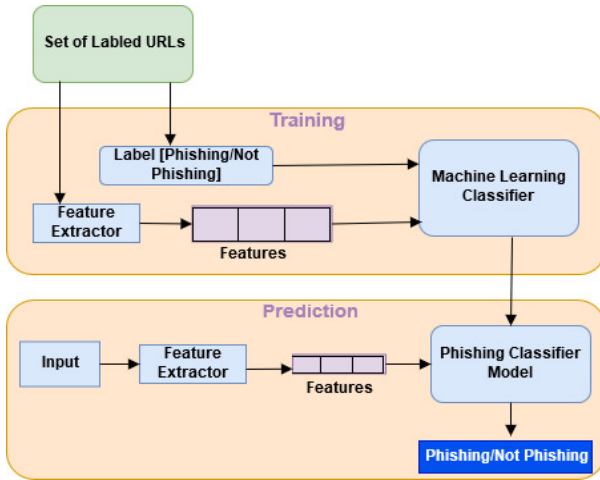 Set of Labled URLs
Training
Label [Phishing/Not
Phishing]
Machine Learning
Classifier
Feature
Extractor
Features
Prediction
Input
Feature
Extractor
Features
Phishing Classifier
Model
Phishing/Not Phishing